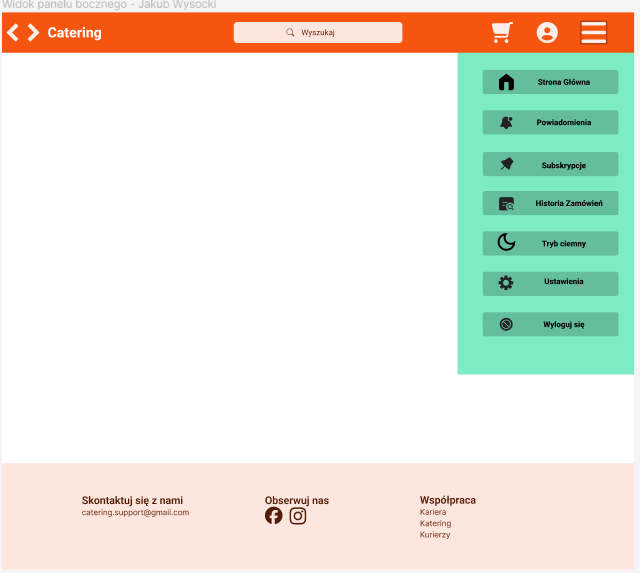 Widok panelu bocznego - Jakub Wysocki
Catering
Wyszukaj
Strona Główna
Powiadomienia
Subskrypcje
Historia Zamówień
Tryb ciemny
Ustawienia
Wyloguj się
Skontaktuj się z nami
catering.support@gmail.com
Obserwuj nas
Współpraca
Kariera
Katering
Kurierzy